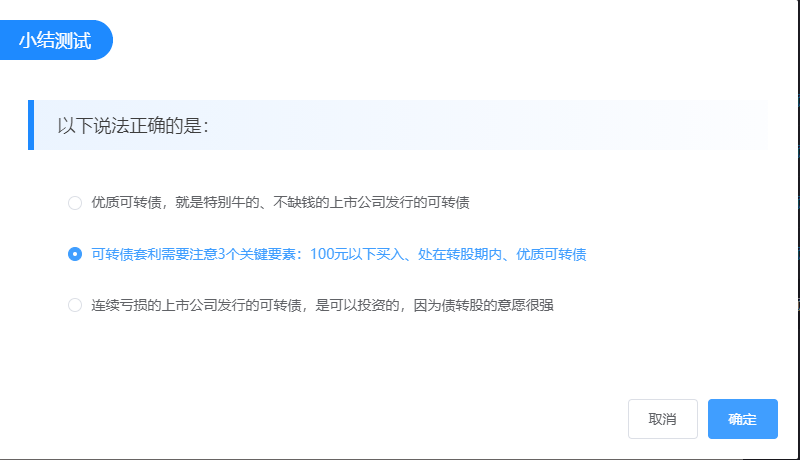 小结测试
以下说法正确的是：
优质可转债，就是特别牛的、不缺钱的上市公司发行的可转债
可转债套利需要注意3个关键要素：100元以下买入、处在转股期内、优质可转债
连续亏损的上市公司发行的可转债，是可以投资的，因为债转股的意愿很强
取消 确定